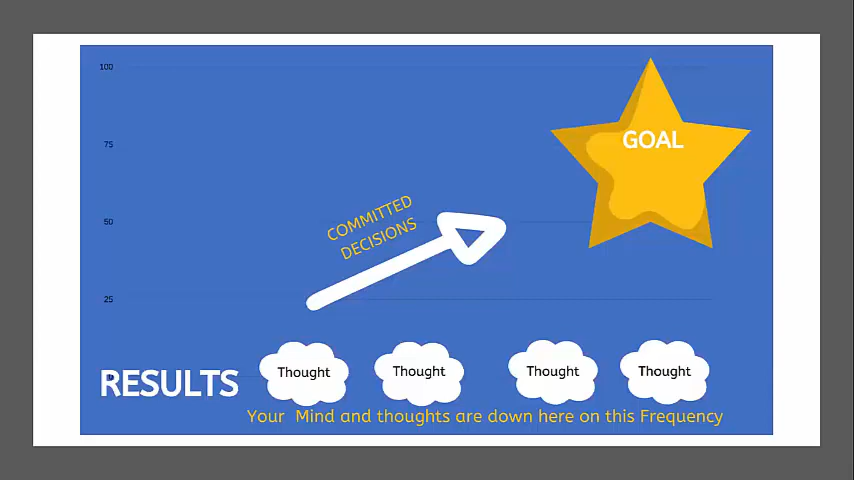 100
75
50
25
GOAL
COMMITTED
DECISIONS
RESULTS
Thought
Thought
Thought
Thought
Your Mind and thoughts are down here on this Frequency